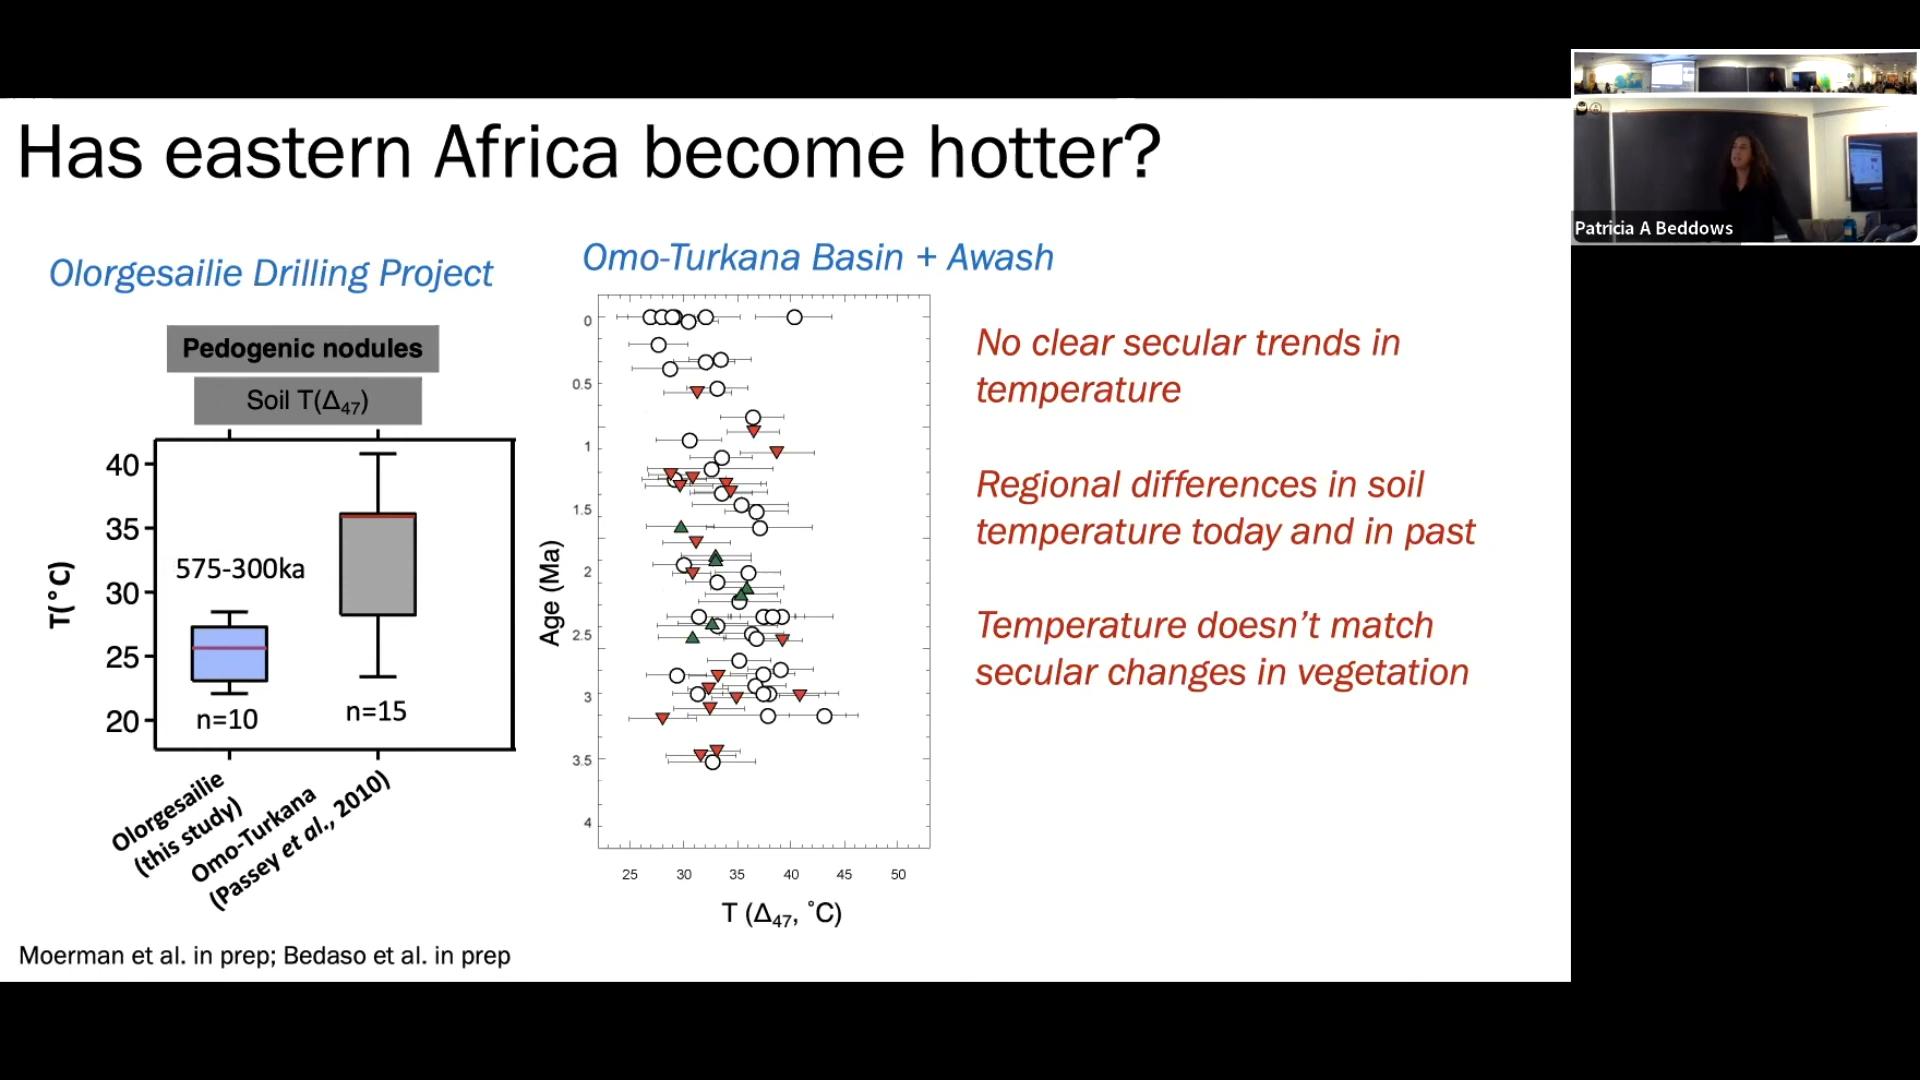 Has eastern Africa become hotter?
Olorgesailie Drilling Project
Pedogenic nodules
Soil T(Δ47)
T(°C)
40
35
30
25
20
575-300ka
n=10
n=15
Olorgesailie
(this study)
Omo-Turkana
(Passey et al., 2010)
Omo-Turkana Basin + Awash
Age (Ma)
0
0.5
1
1.5
2
2.5
3
3.5
4
25 30 35 40 45 50
T (Δ47, °C)
No clear secular trends in
temperature
Regional differences in soil
temperature today and in past
Temperature doesn’t match
secular changes in vegetation
Moerman et al. in prep; Bedaso et al. in prep
Patricia A Beddows